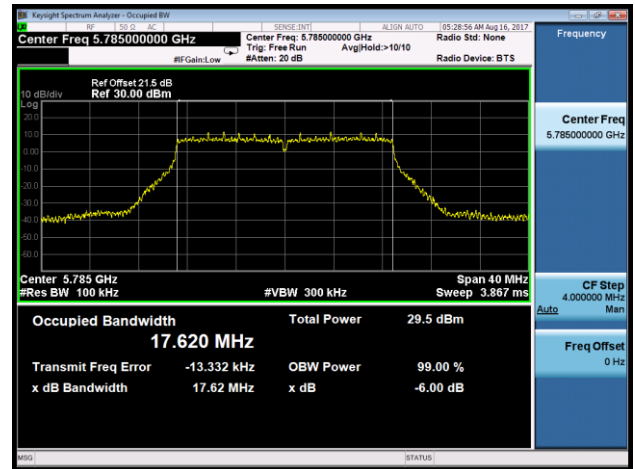 Keysight Spectrum Analyzer - Occupied BW
RF 50 Ω AC SENSE:INT ALIGN AUTO 05:28:56 AM Aug 16, 2017
Center Freq 5.785000000 GHz Center Freq: 5.785000000 GHz Radio Std: None
Trig: Free Run Avg|Hold:>10/10
#IFGain:Low #Atten: 20 dB Radio Device: BTS
Frequency
Ref Offset 21.5 dB
10 dB/div Ref 30.00 dBm
Log
20.0
10.0
0.00
-10.0
-20.0
-30.0
-40.0
-50.0
-60.0
Center Freq
5.785000000 GHz
Center 5.785 GHz Span 40 MHz
#Res BW 100 kHz #VBW 300 kHz Sweep 3.867 ms
CF Step
4.000000 MHz
Auto Man
Occupied Bandwidth Total Power 29.5 dBm
17.620 MHz
Transmit Freq Error -13.332 kHz OBW Power 99.00 %
x dB Bandwidth 17.62 MHz x dB -6.00 dB
Freq Offset
0 Hz
MSG STATUS